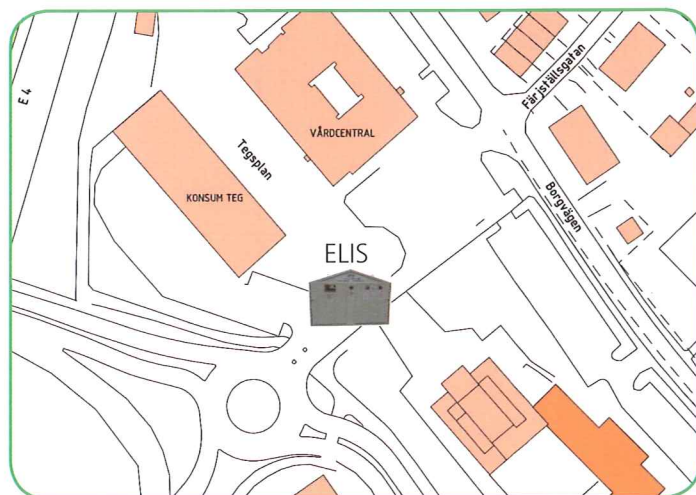 E 4
VÅRDCENTRAL
Färjställsgatan
Tegsplan
KONSUM TEG
Borgvägen
ELIS